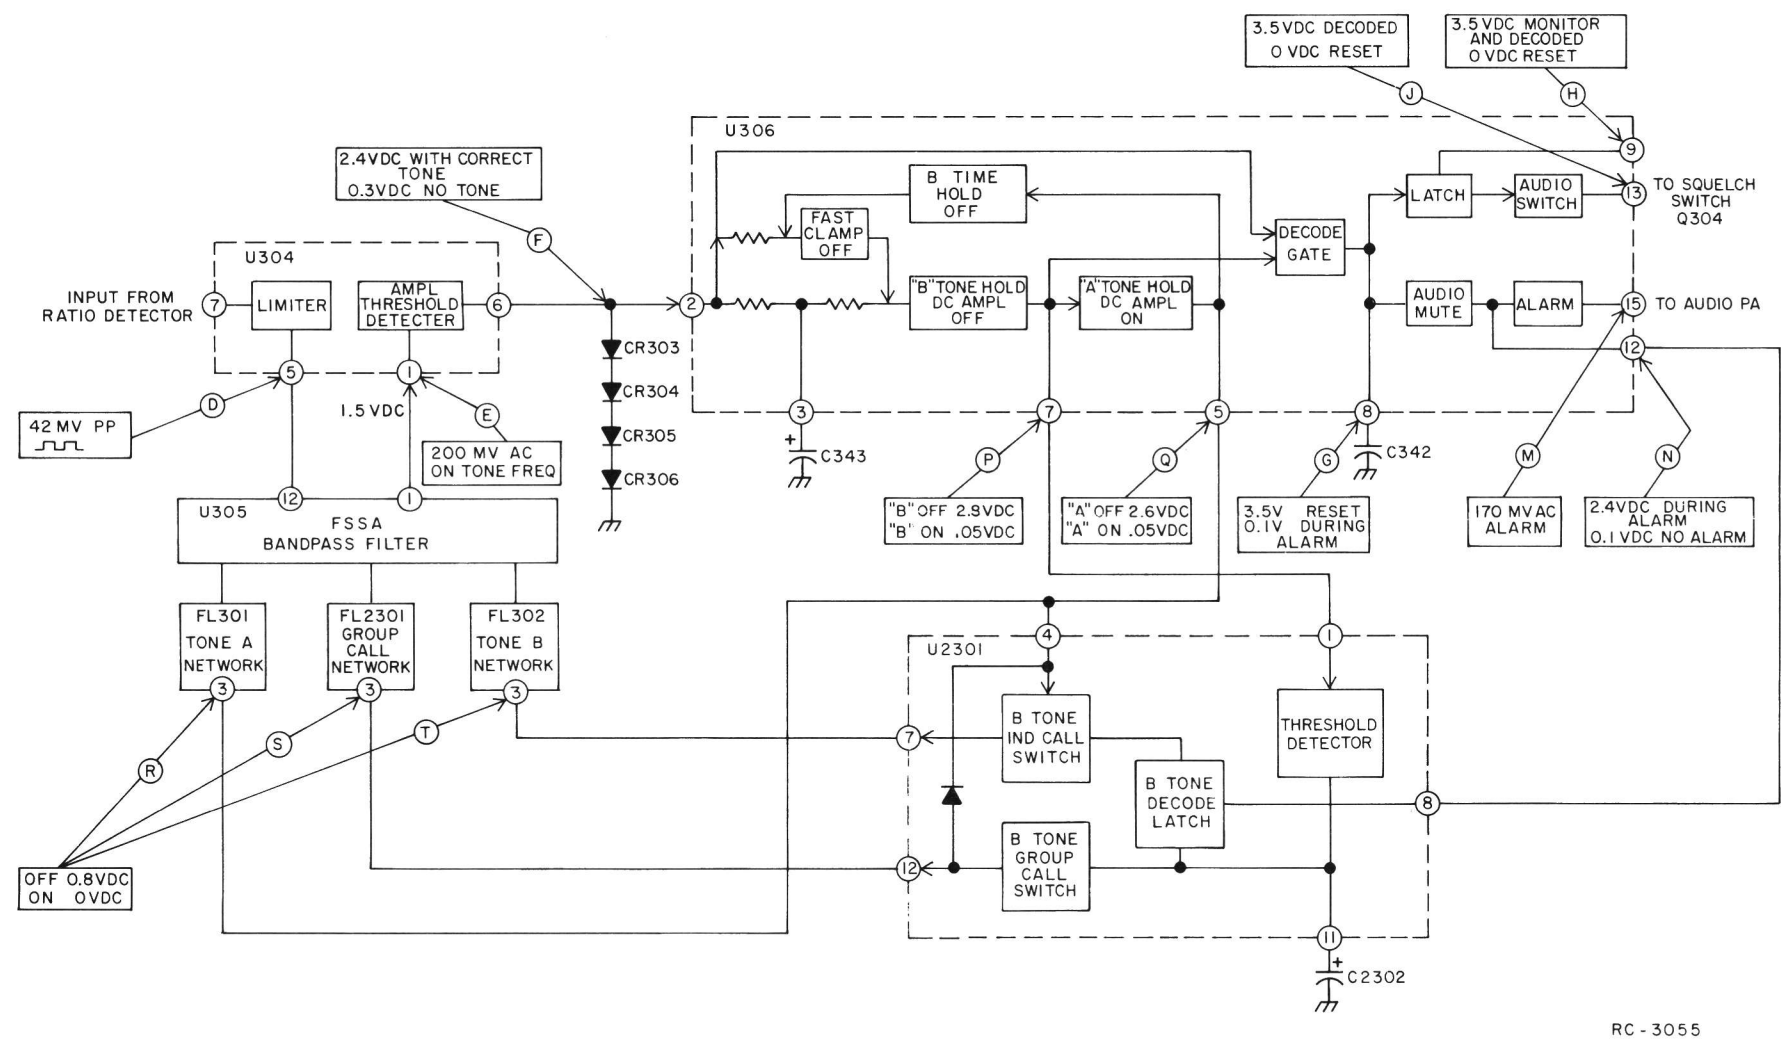 3.5VDC DECODED
0 VDC RESET
3.5VDC MONITOR
AND DECODED
0 VDC RESET
J
H
U306
2.4VDC WITH CORRECT
TONE
0.3VDC NO TONE
F
B TIME
HOLD
OFF
FAST
CLAMP
OFF
DECODE
GATE
LATCH
AUDIO
SWITCH
9
13
TO SQUELCH
SWITCH
Q304
U304
INPUT FROM
RATIO DETECTOR
7
LIMITER
AMPL
THRESHOLD
DETECTER
6
2
"B" TONE HOLD
DC AMPL
OFF
"A" TONE HOLD
DC AMPL
ON
AUDIO
MUTE
ALARM
15
TO AUDIO PA
12
CR303
CR304
CR305
CR306
5
1
D
1.5VDC
E
42 MV PP
200 MV AC
ON TONE FREQ
3
+
C343
7
5
8
C342
P
Q
G
M
N
"B" OFF 2.8VDC
"B" ON .05VDC
"A" OFF 2.6VDC
"A" ON .05VDC
3.5V RESET
0.1V DURING
ALARM
170 MVAC
ALARM
2.4VDC DURING
ALARM
0.1 VDC NO ALARM
12
1
U305
FSSA
BANDPASS FILTER
FL301
TONE A
NETWORK
3
FL2301
GROUP
CALL
NETWORK
3
FL302
TONE B
NETWORK
3
R
S
T
OFF 0.8VDC
ON 0VDC
U2301
4
1
B TONE
IND CALL
SWITCH
THRESHOLD
DETECTOR
7
B TONE
DECODE
LATCH
8
B TONE
GROUP
CALL
SWITCH
12
11
+
C2302
RC-3055